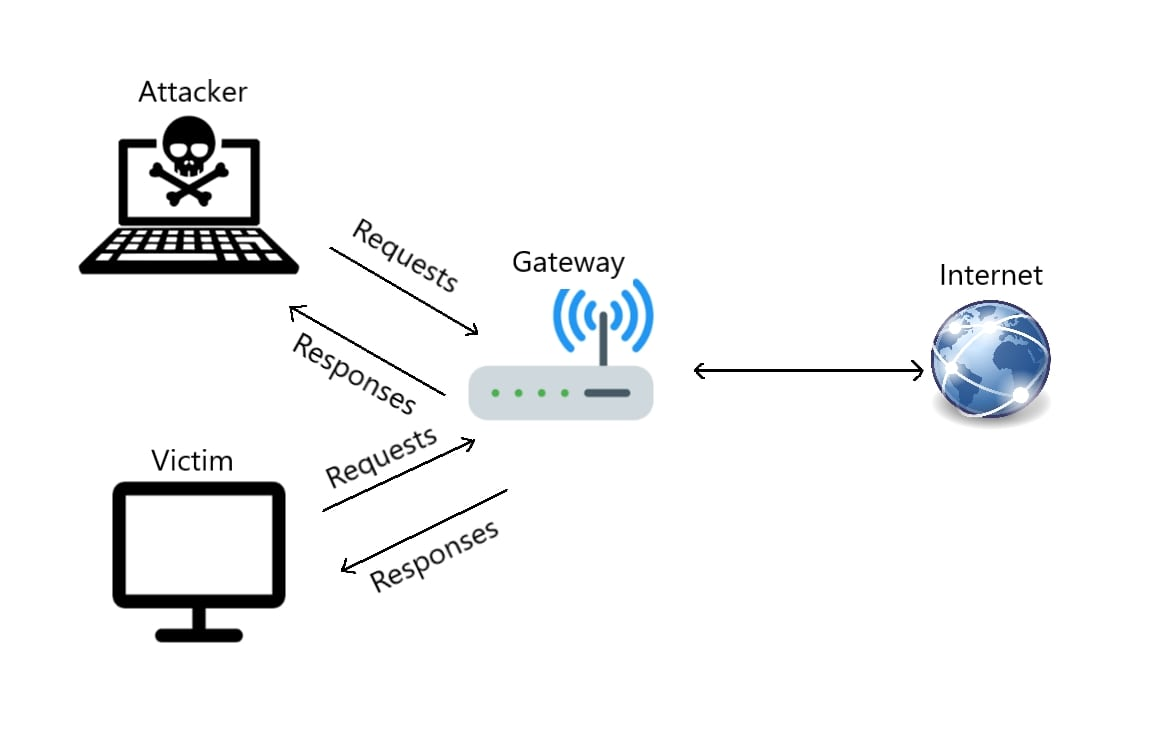 Attacker
Requests
Gateway
Internet
Responses
Requests
Victim
Responses